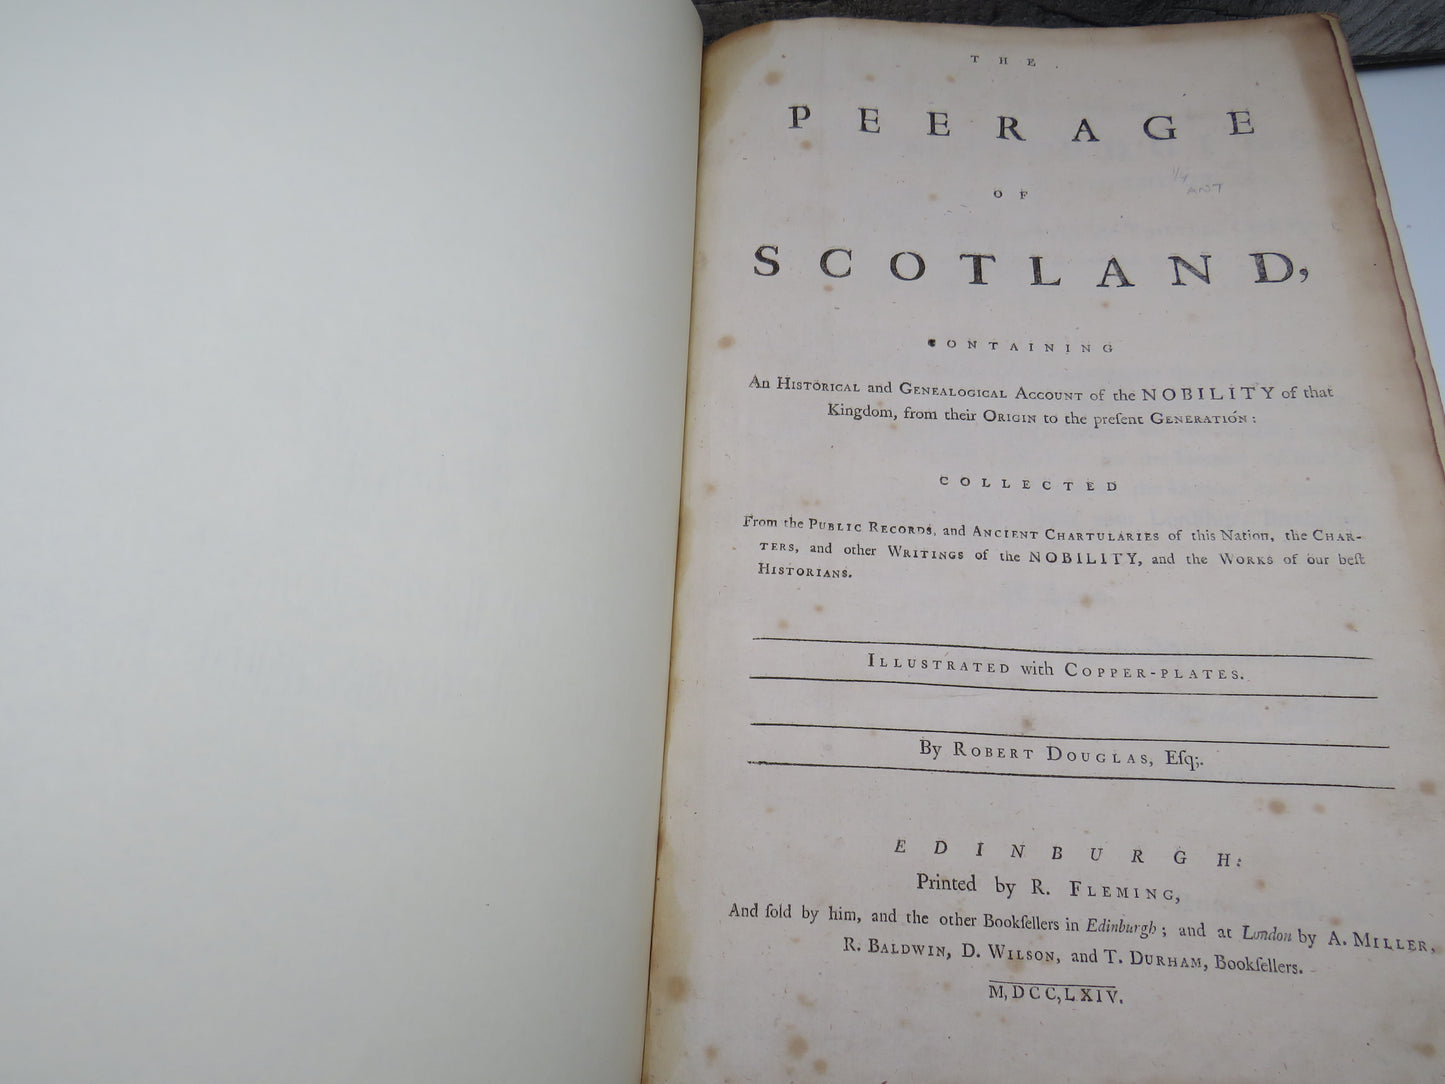 THE
PEERAGE
OF
SCOTLAND,
CONTAINING
An HISTORICAL and GENEALOGICAL ACCOUNT of the NOBILITY of that
Kingdom, from their ORIGIN to the preſent GENERATION:
COLLECTED
From the PUBLIC RECORDS, and ANCIENT CHARTULARIES of this Nation, the CHAR-
TERS, and other WRITINGS of the NOBILITY, and the WORKS of our beſt
HISTORIANS.
ILLUSTRATED with COPPER-PLATES.
By ROBERT DOUGLAS, Eſq;.
EDINBURGH:
Printed by R. FLEMING,
And ſold by him, and the other Bookſellers in Edinburgh; and at London by A. MILLER,
R. BALDWIN, D. WILSON, and T. DURHAM, Bookſellers.
M,DCC,LXIV.